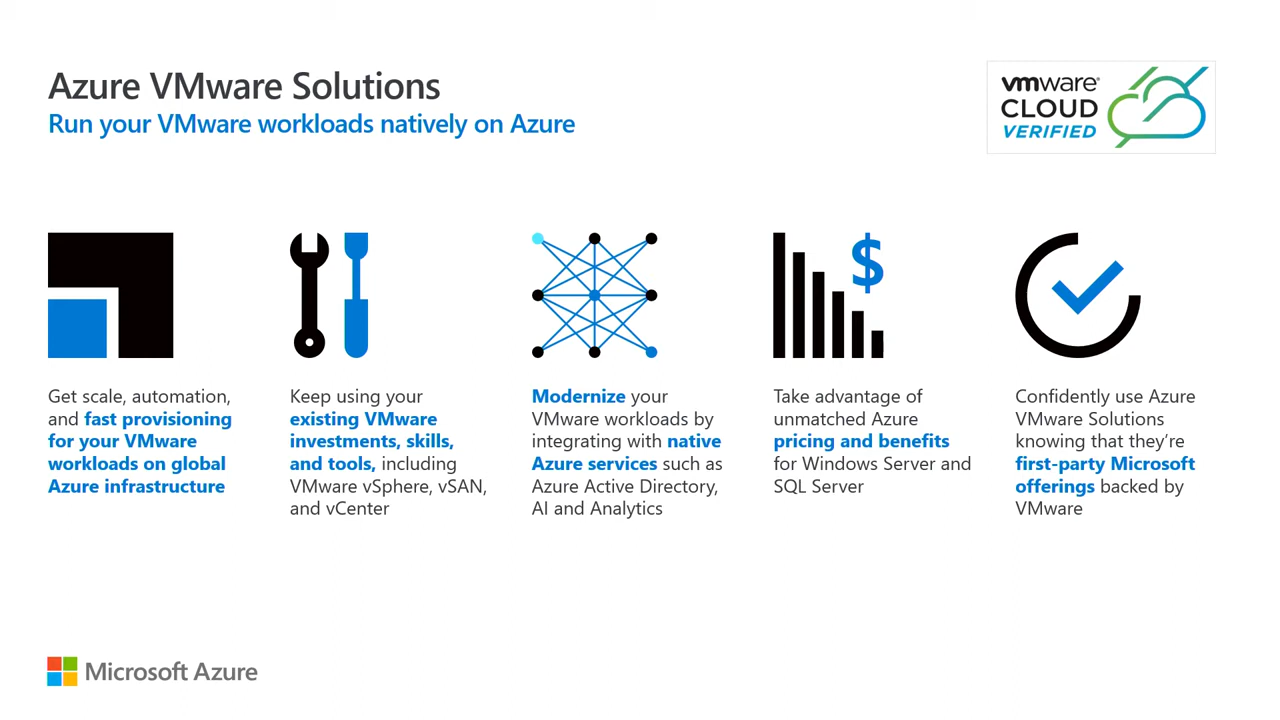 Azure VMware Solutions
Run your VMware workloads natively on Azure
vmware®
CLOUD
VERIFIED
$
Get scale, automation,
and fast provisioning
for your VMware
workloads on global
Azure infrastructure
Keep using your
existing VMware
investments, skills,
and tools, including
VMware vSphere, vSAN,
and vCenter
Modernize your
VMware workloads by
integrating with native
Azure services such as
Azure Active Directory,
AI and Analytics
Take advantage of
unmatched Azure
pricing and benefits
for Windows Server and
SQL Server
Confidently use Azure
VMware Solutions
knowing that they’re
first-party Microsoft
offerings backed by
VMware
Microsoft Azure